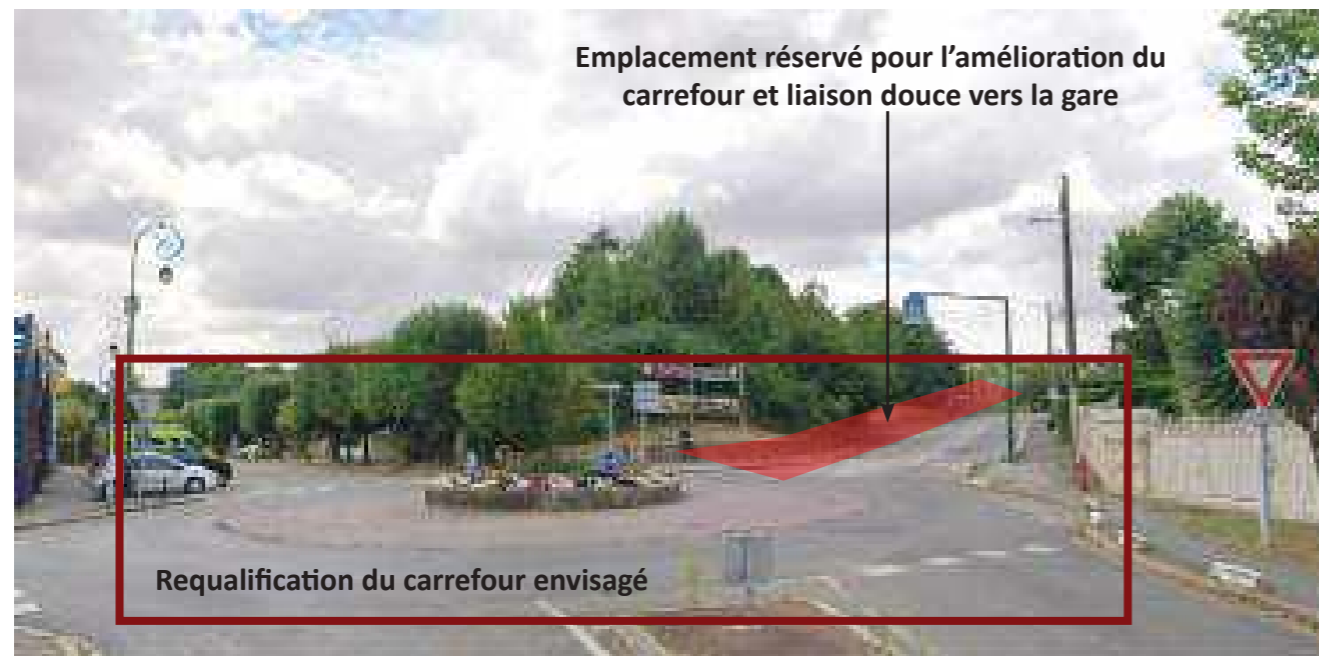 Emplacement réservé pour l’amélioration du
carrefour et liaison douce vers la gare
Requalification du carrefour envisagé